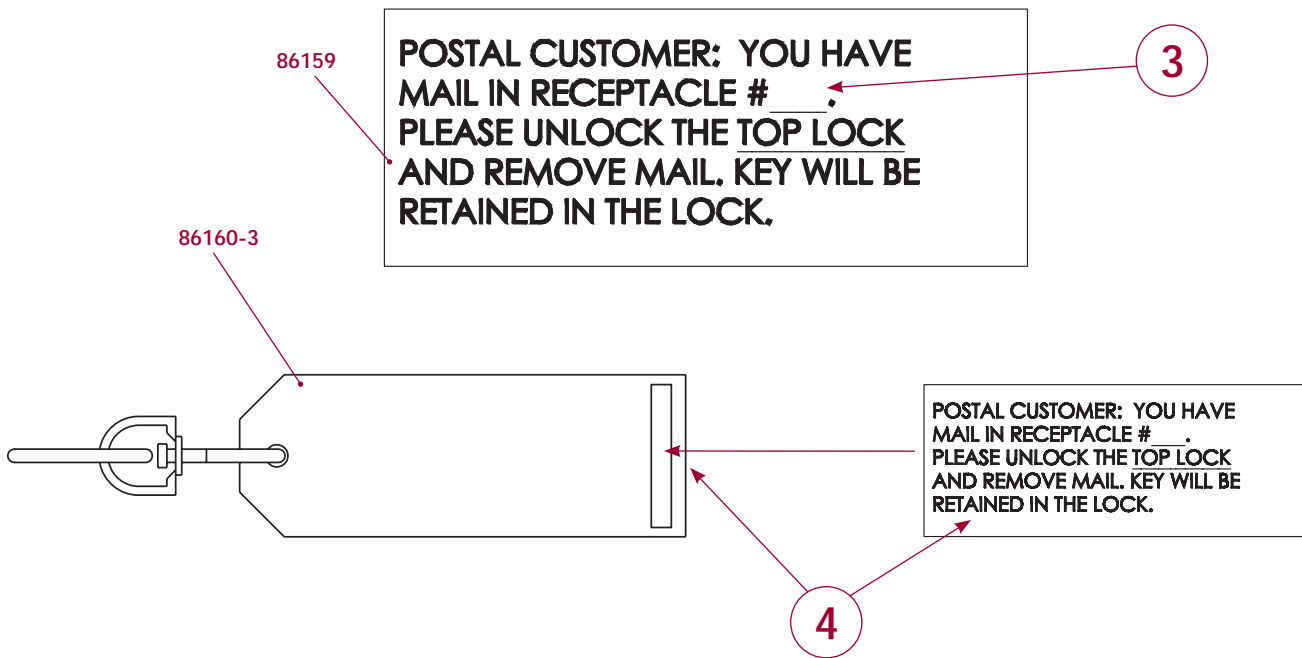 86159
POSTAL CUSTOMER: YOU HAVE
MAIL IN RECEPTACLE #____.
PLEASE UNLOCK THE TOP LOCK
AND REMOVE MAIL. KEY WILL BE
RETAINED IN THE LOCK.
3
86160-3
POSTAL CUSTOMER: YOU HAVE
MAIL IN RECEPTACLE #____.
PLEASE UNLOCK THE TOP LOCK
AND REMOVE MAIL. KEY WILL BE
RETAINED IN THE LOCK.
4